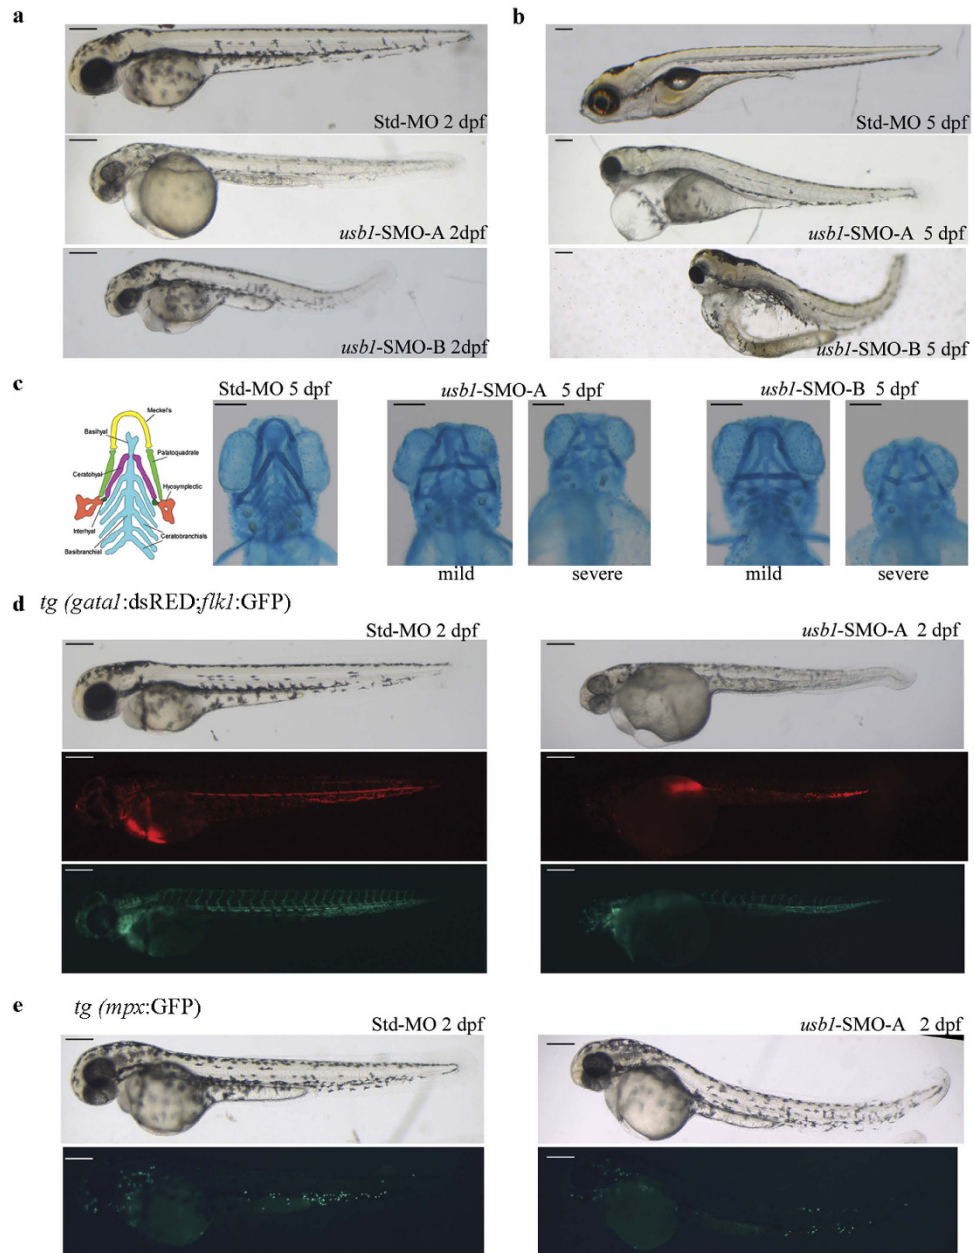 a
b
Std-MO 2 dpf
Std-MO 5 dpf
usb1-SMO-A 2dpf
usb1-SMO-A 5 dpf
usb1-SMO-B 2dpf
usb1-SMO-B 5 dpf
c
Std-MO 5 dpf
usb1-SMO-A 5 dpf
usb1-SMO-B 5 dpf
Meckel's
Basihyal
Palatoquadrate
Ceratohyal
Hyosymplectic
Interhyal
Ceratobranchials
Basibranchial
mild
severe
mild
severe
d tg (gata1:dsRED;flk1:GFP)
Std-MO 2 dpf
usb1-SMO-A 2 dpf
e tg (mpx:GFP)
Std-MO 2 dpf
usb1-SMO-A 2 dpf